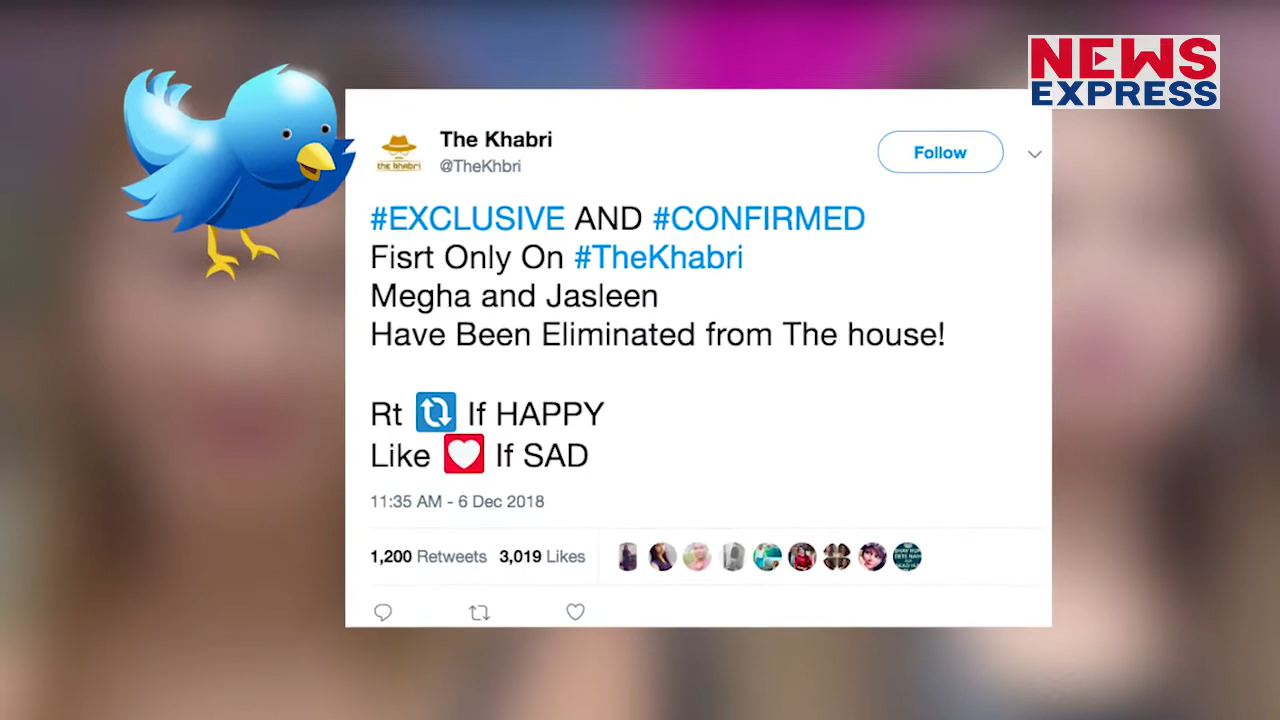 NEWS
EXPRESS
The Khabri
the khabri
@TheKhbri
Follow
#EXCLUSIVE AND #CONFIRMED
Fisrt Only On #TheKhabri
Megha and Jasleen
Have Been Eliminated from The house!
Rt 🔃 If HAPPY
Like 💟 If SAD
11:35 AM - 6 Dec 2018
1,200 Retweets 3,019 Likes